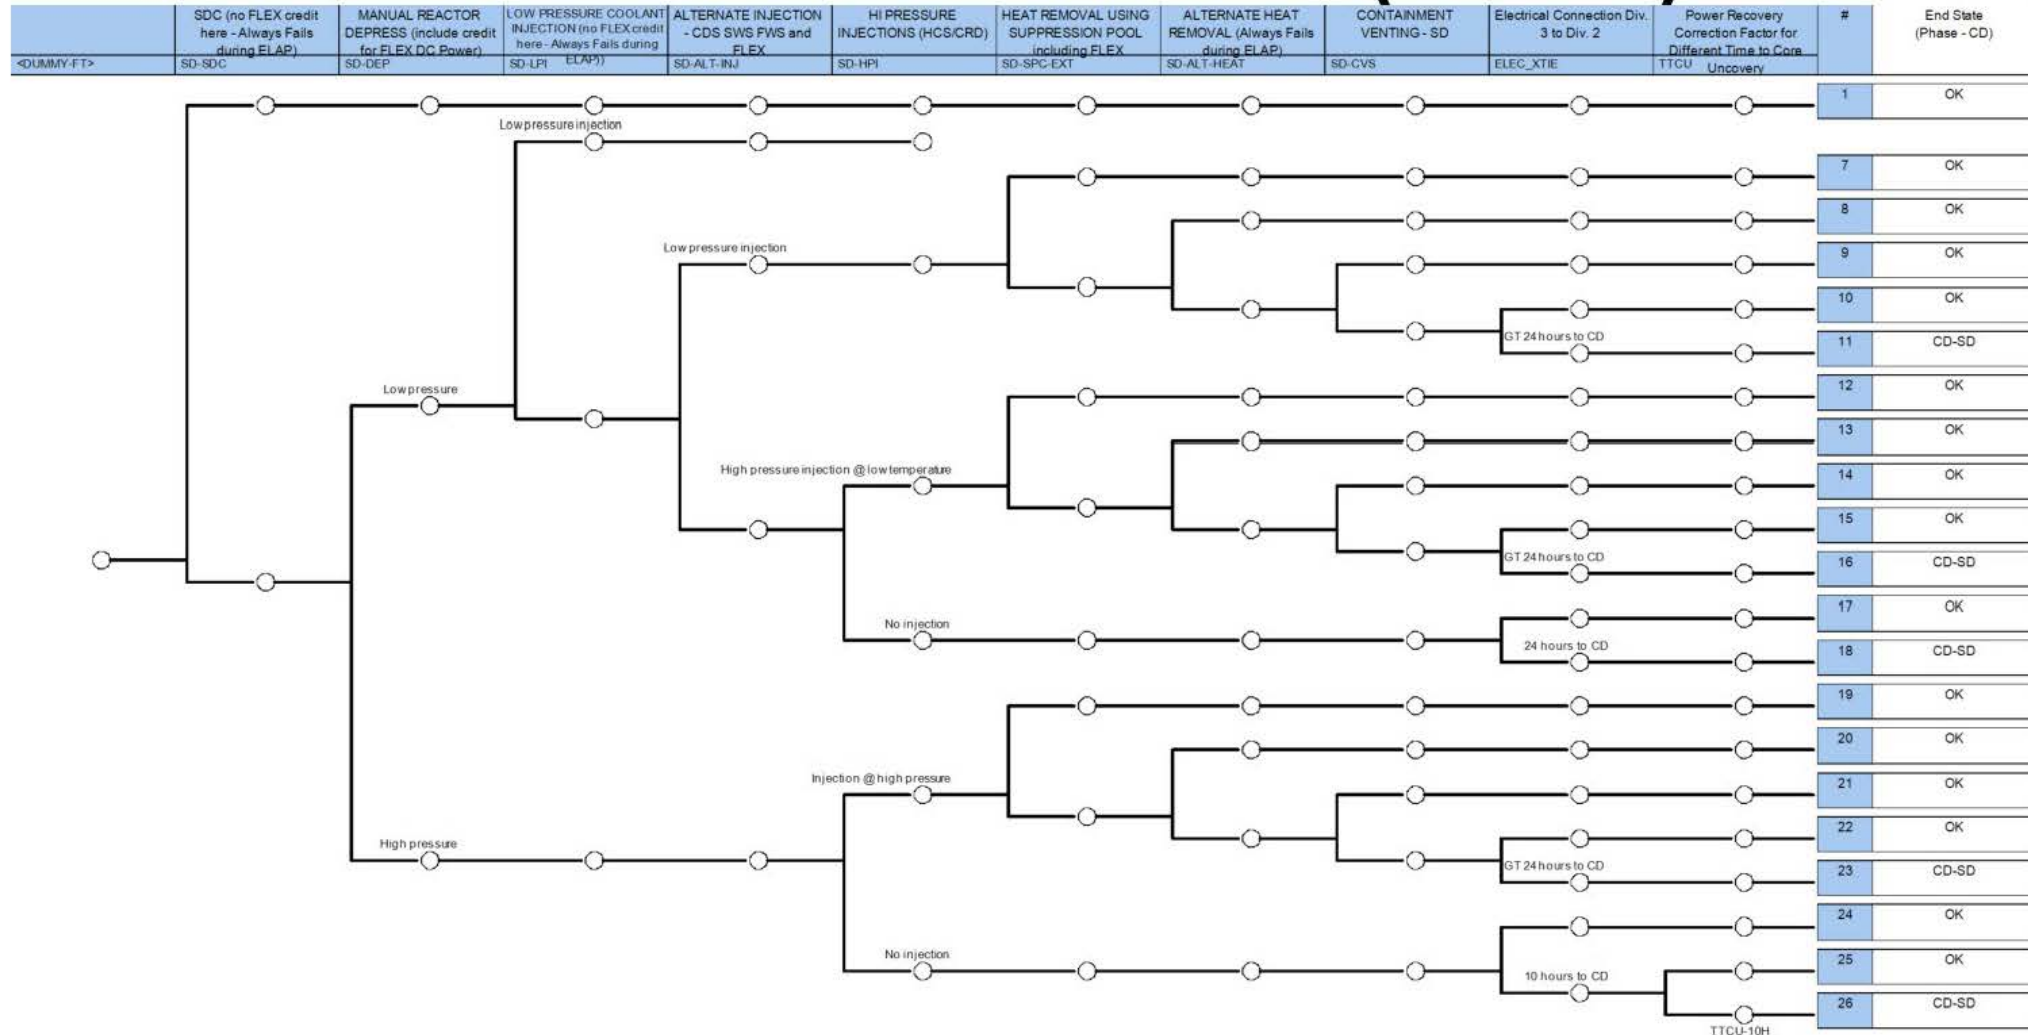 SDC (no FLEX credit
here - Always Fails
during ELAP)
MANUAL REACTOR
DEPRESS (include credit
for FLEX DC Power)
LOW PRESSURE COOLANT
INJECTION (no FLEX credit
here - Always Fails during
ELAP))
ALTERNATE INJECTION
- CDS SWS FWS and
FLEX
HI PRESSURE
INJECTIONS (HCS/CRD)
HEAT REMOVAL USING
SUPPRESSION POOL
including FLEX
ALTERNATE HEAT
REMOVAL (Always Fails
during ELAP)
CONTAINMENT
VENTING - SD
Electrical Connection Div.
3 to Div. 2
Power Recovery
Correction Factor for
Different Time to Core
Uncovery
#
End State
(Phase - CD)
<DUMMY-FT>
SD-SDC
SD-DEP
SD-LPI
SD-ALT-INJ
SD-HPI
SD-SPC-EXT
SD-ALT-HEAT
SD-CVS
ELEC_XTIE
TTCU
1
OK
Low pressure injection
7
OK
8
OK
Low pressure injection
9
OK
10
OK
GT 24 hours to CD
11
CD-SD
Low pressure
12
OK
13
OK
High pressure injection @ low temperature
14
OK
15
OK
GT 24 hours to CD
16
CD-SD
17
OK
No injection
24 hours to CD
18
CD-SD
19
OK
20
OK
Injection @ high pressure
21
OK
22
OK
High pressure
GT 24 hours to CD
23
CD-SD
24
OK
No injection
25
OK
10 hours to CD
26
CD-SD
TTCU-10H